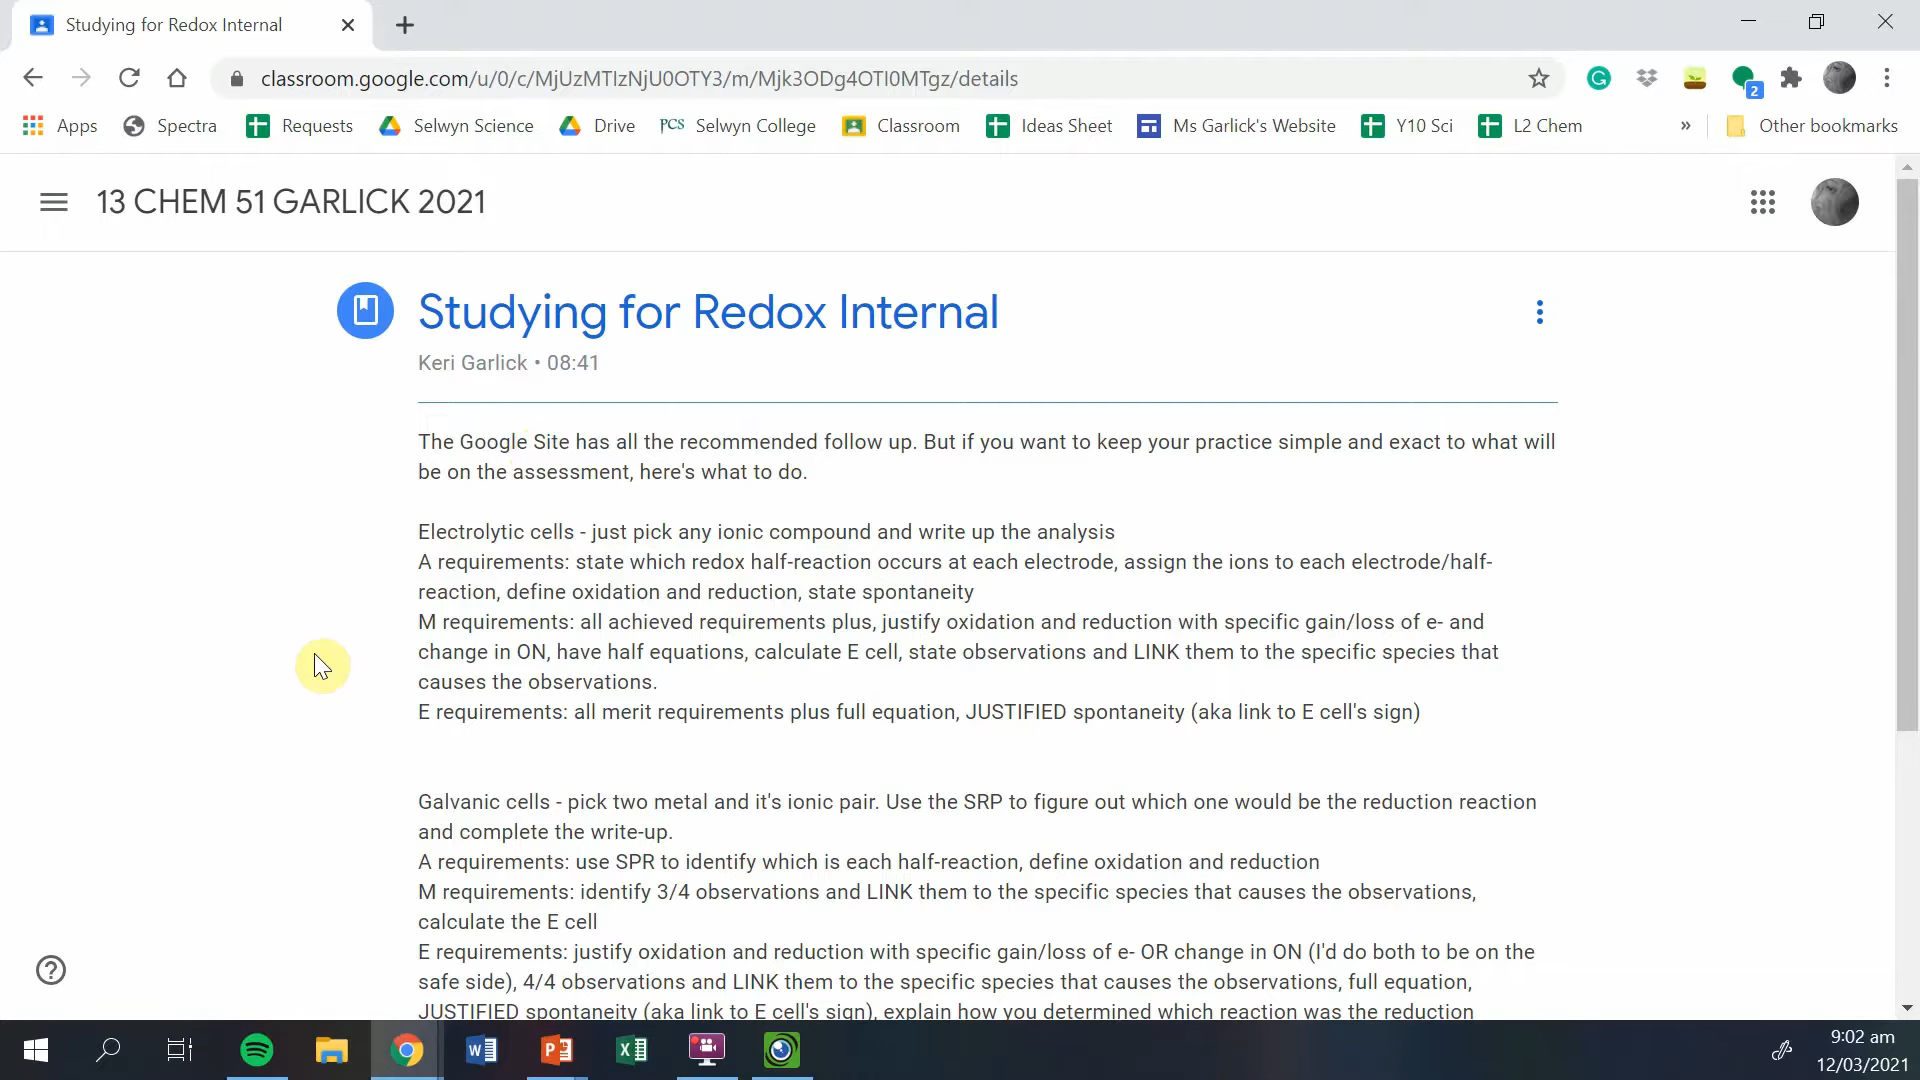 Studying for Redox Internal
classroom.google.com/u/0/c/MjUzMTIzNjU0OTY3/m/Mjk3ODg4OTI0MTgz/details
2
Apps
Spectra
Requests
Selwyn Science
Drive
PCS Selwyn College
Classroom
Ideas Sheet
Ms Garlick's Website
Y10 Sci
L2 Chem
»
Other bookmarks
13 CHEM 51 GARLICK 2021
Studying for Redox Internal
Keri Garlick • 08:41
The Google Site has all the recommended follow up. But if you want to keep your practice simple and exact to what will
be on the assessment, here's what to do.
Electrolytic cells - just pick any ionic compound and write up the analysis
A requirements: state which redox half-reaction occurs at each electrode, assign the ions to each electrode/half-
reaction, define oxidation and reduction, state spontaneity
M requirements: all achieved requirements plus, justify oxidation and reduction with specific gain/loss of e- and
change in ON, have half equations, calculate E cell, state observations and LINK them to the specific species that
causes the observations.
E requirements: all merit requirements plus full equation, JUSTIFIED spontaneity (aka link to E cell's sign)
Galvanic cells - pick two metal and it's ionic pair. Use the SRP to figure out which one would be the reduction reaction
and complete the write-up.
A requirements: use SPR to identify which is each half-reaction, define oxidation and reduction
M requirements: identify 3/4 observations and LINK them to the specific species that causes the observations,
calculate the E cell
E requirements: justify oxidation and reduction with specific gain/loss of e- OR change in ON (I'd do both to be on the
safe side), 4/4 observations and LINK them to the specific species that causes the observations, full equation,
JUSTIFIED spontaneity (aka link to E cell's sign), explain how you determined which reaction was the reduction
9:02 am
12/03/2021